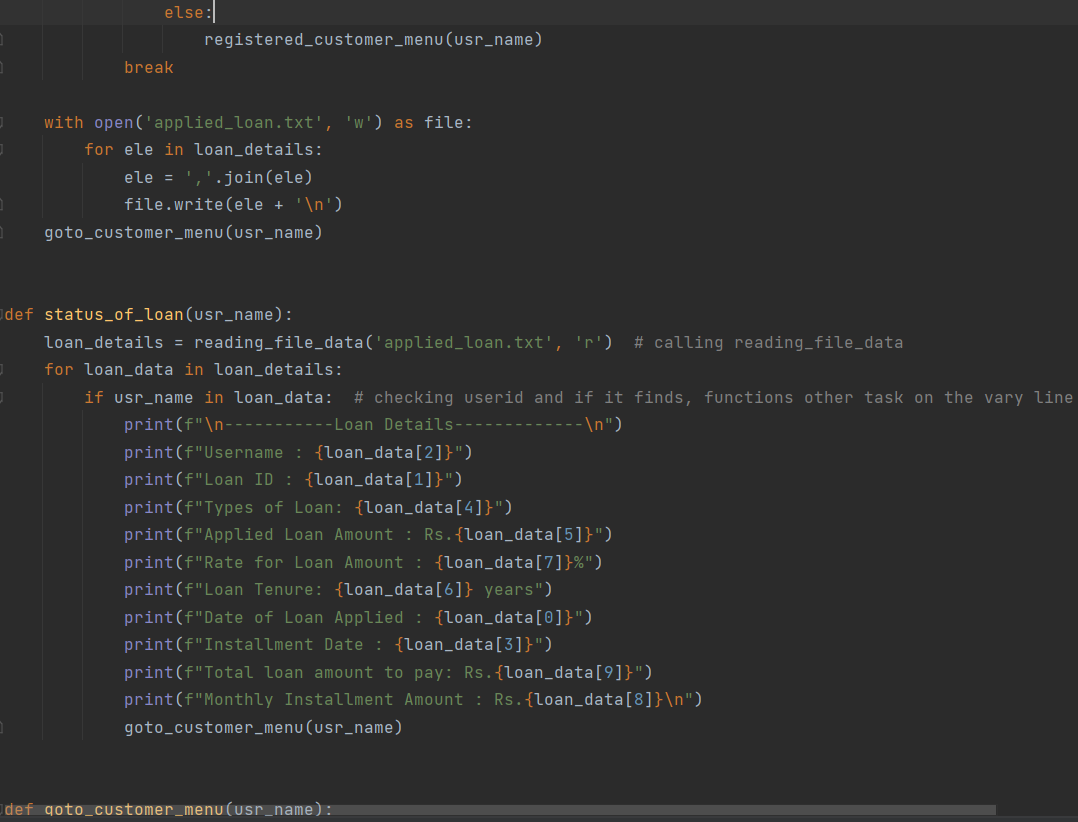 else:
                    registered_customer_menu(usr_name)
            break

    with open('applied_loan.txt', 'w') as file:
        for ele in loan_details:
            ele = ','.join(ele)
            file.write(ele + '\n')
    goto_customer_menu(usr_name)


def status_of_loan(usr_name):
    loan_details = reading_file_data('applied_loan.txt', 'r')  # calling reading_file_data
    for loan_data in loan_details:
        if usr_name in loan_data:  # checking userid and if it finds, functions other task on the vary line
            print(f"\n-----------Loan Details-------------\n")
            print(f"Username : {loan_data[2]}")
            print(f"Loan ID : {loan_data[1]}")
            print(f"Types of Loan: {loan_data[4]}")
            print(f"Applied Loan Amount : Rs.{loan_data[5]}")
            print(f"Rate for Loan Amount : {loan_data[7]}%")
            print(f"Loan Tenure: {loan_data[6]} years")
            print(f"Date of Loan Applied : {loan_data[0]}")
            print(f"Installment Date : {loan_data[3]}")
            print(f"Total loan amount to pay: Rs.{loan_data[9]}")
            print(f"Monthly Installment Amount : Rs.{loan_data[8]}\n")
            goto_customer_menu(usr_name)


def goto_customer_menu(usr_name):